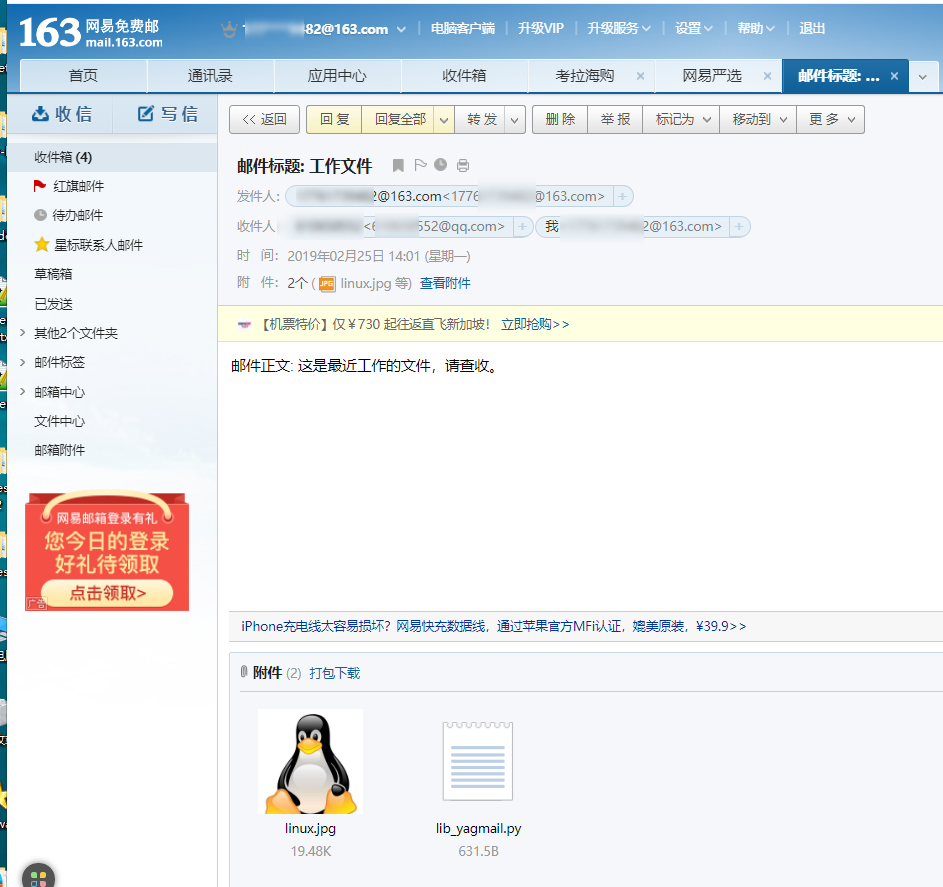 163 网易免费邮
mail.163.com
82@163.com
电脑客户端 升级VIP 升级服务 设置 帮助 退出
首页 通讯录 应用中心 收件箱 考拉海购 × 网易严选 × 邮件标题: ... ×
收信 写信
<< 返回 回复 回复全部 转发 删除 举报 标记为 移动到 更多
收件箱 (4)
红旗邮件
待办邮件
星标联系人邮件
草稿箱
已发送
其他2个文件夹
邮件标签
邮箱中心
文件中心
邮箱附件
网易邮箱登录有礼
您今日的登录
好礼待领取
点击领取>
广告
邮件标题: 工作文件
发件人: 2@163.com<1776 @163.com> +
收件人: <6 552@qq.com> + 我 2@163.com> +
时 间: 2019年02月25日 14:01 (星期一)
附 件: 2个 ( JPG linux.jpg 等) 查看附件
【机票特价】仅￥730 起往返直飞新加坡! 立即抢购>>
邮件正文: 这是最近工作的文件，请查收。
iPhone充电线太容易损坏? 网易快充数据线，通过苹果官方MFi认证，媲美原装，¥39.9>>
附件 (2) 打包下载
linux.jpg
19.48K
lib_yagmail.py
631.5B